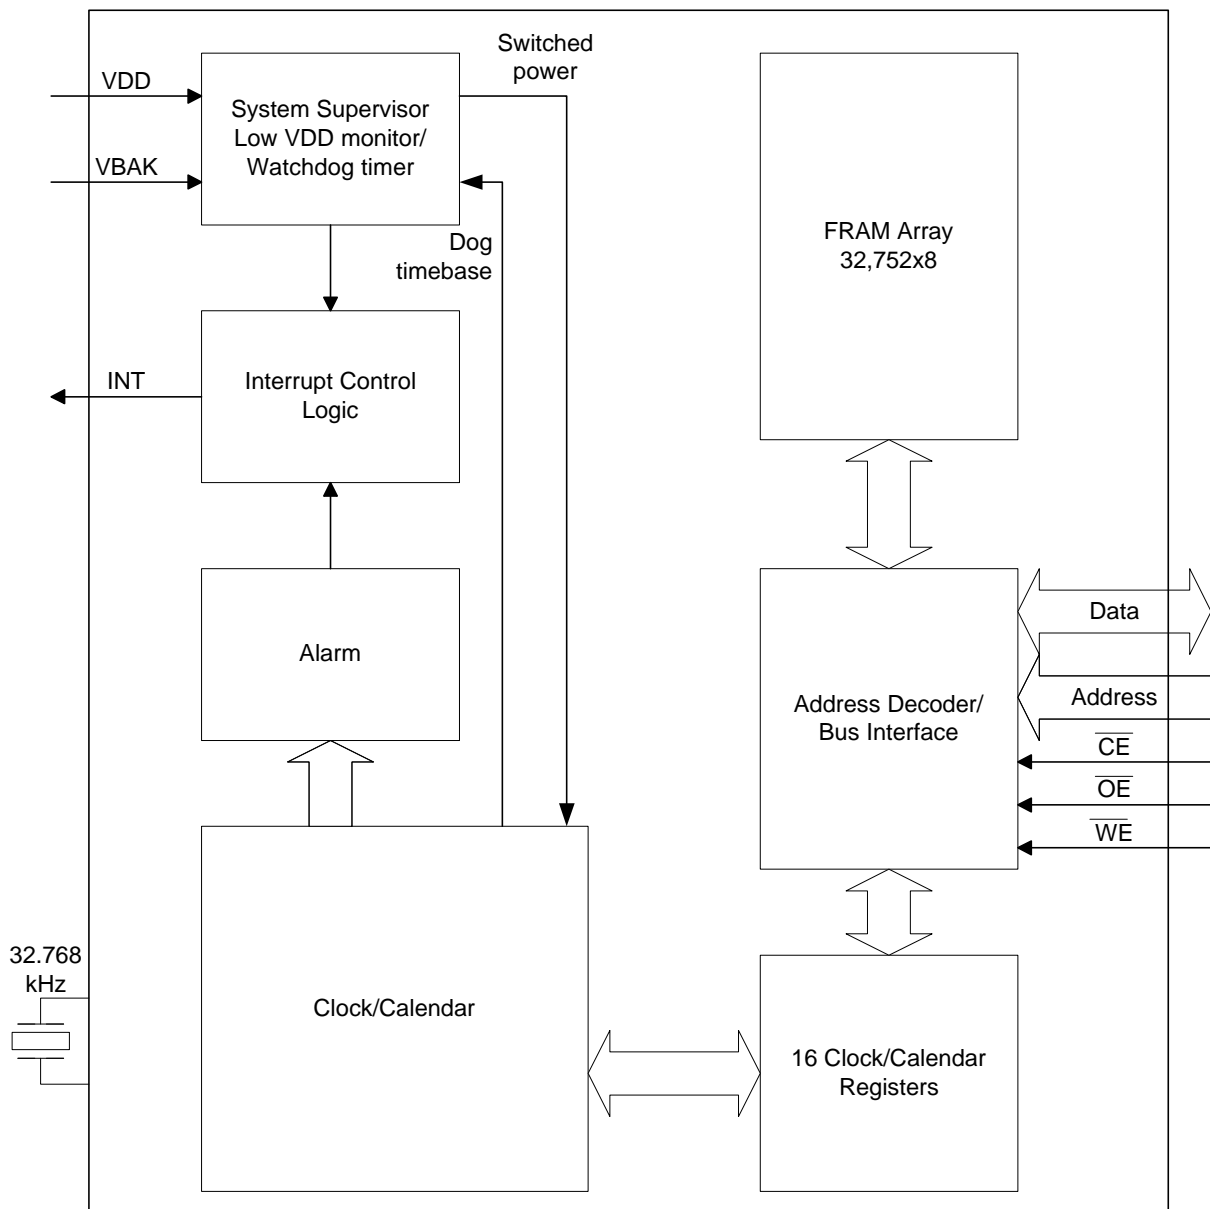 Switched
power
VDD
System Supervisor
Low VDD monitor/
Watchdog timer
VBAK
Dog
timebase
FRAM Array
32,752x8
INT
Interrupt Control
Logic
Alarm
Data
Address Decoder/
Bus Interface
Address
CE
OE
WE
32.768
kHz
Clock/Calendar
16 Clock/Calendar
Registers